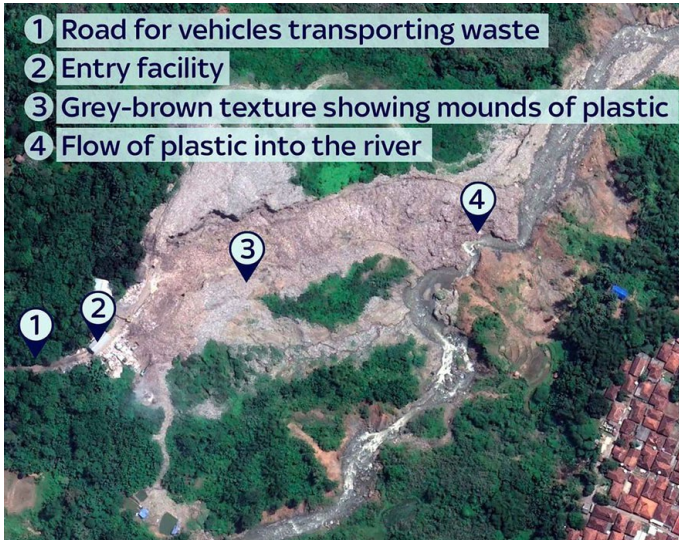 1 Road for vehicles transporting waste
2 Entry facility
3 Grey-brown texture showing mounds of plastic
4 Flow of plastic into the river
4
3
2
1